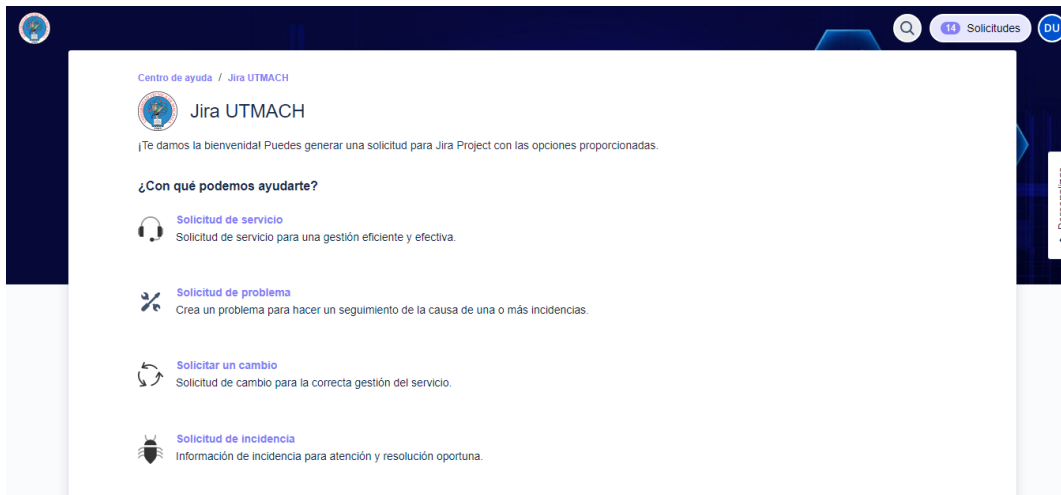 14 Solicitudes
DU
Centro de ayuda / Jira UTMACH
Jira UTMACH
¡Te damos la bienvenida! Puedes generar una solicitud para Jira Project con las opciones proporcionadas.
¿Con qué podemos ayudarte?
Solicitud de servicio
Solicitud de servicio para una gestión eficiente y efectiva.
Solicitud de problema
Crea un problema para hacer un seguimiento de la causa de una o más incidencias.
Solicitar un cambio
Solicitud de cambio para la correcta gestión del servicio.
Solicitud de incidencia
Información de incidencia para atención y resolución oportuna.